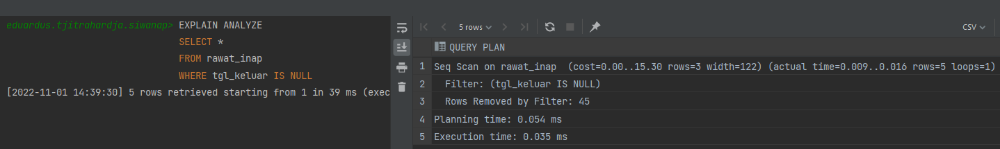 eduardus.tjitrahardja.siwanap> EXPLAIN ANALYZE
SELECT *
FROM rawat_inap
WHERE tgl_keluar IS NULL
[2022-11-01 14:39:30] 5 rows retrieved starting from 1 in 39 ms (exec
5 rows
CSV
QUERY PLAN
1 Seq Scan on rawat_inap (cost=0.00..15.30 rows=3 width=122) (actual time=0.009..0.016 rows=5 loops=1)
2 Filter: (tgl_keluar IS NULL)
3 Rows Removed by Filter: 45
4 Planning time: 0.054 ms
5 Execution time: 0.035 ms